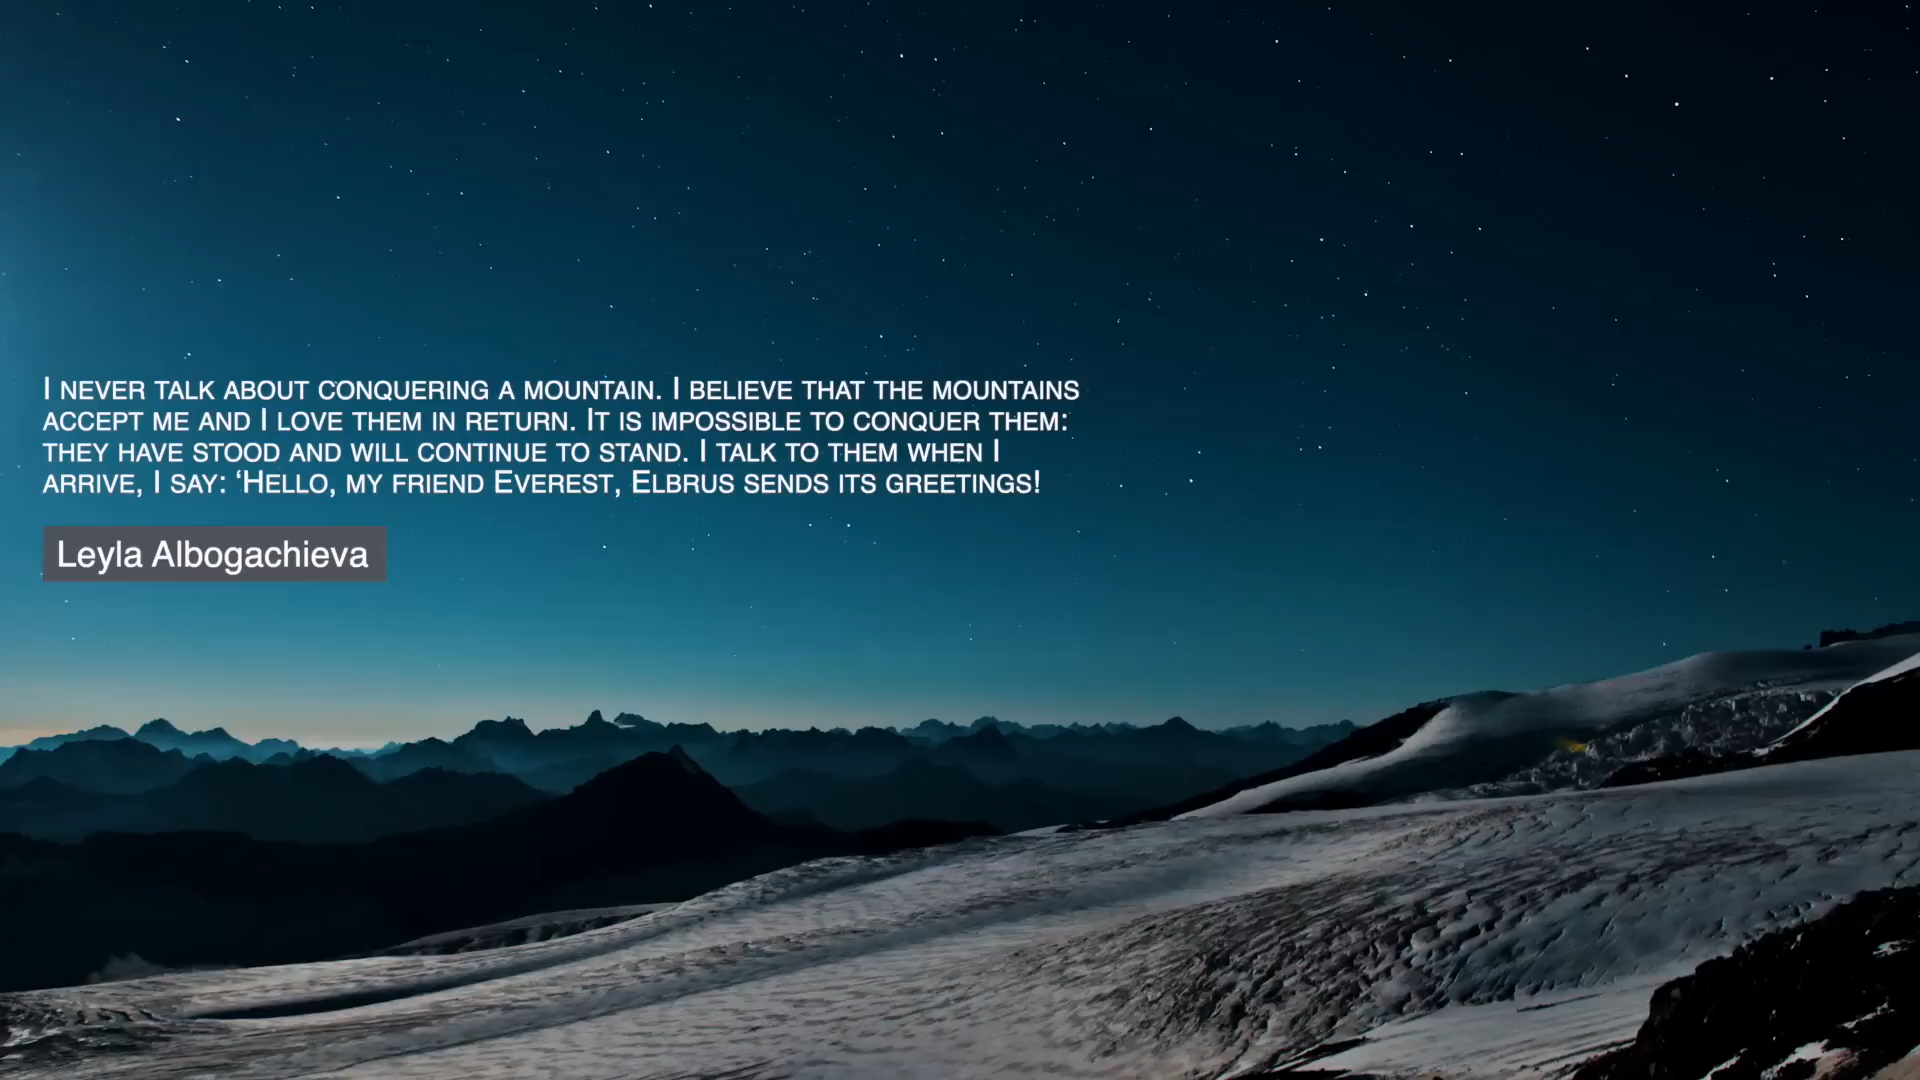 I never talk about conquering a mountain. I believe that the mountains
accept me and I love them in return. It is impossible to conquer them:
they have stood and will continue to stand. I talk to them when I
arrive, I say: ‘Hello, my friend Everest, Elbrus sends its greetings!
Leyla Albogachieva